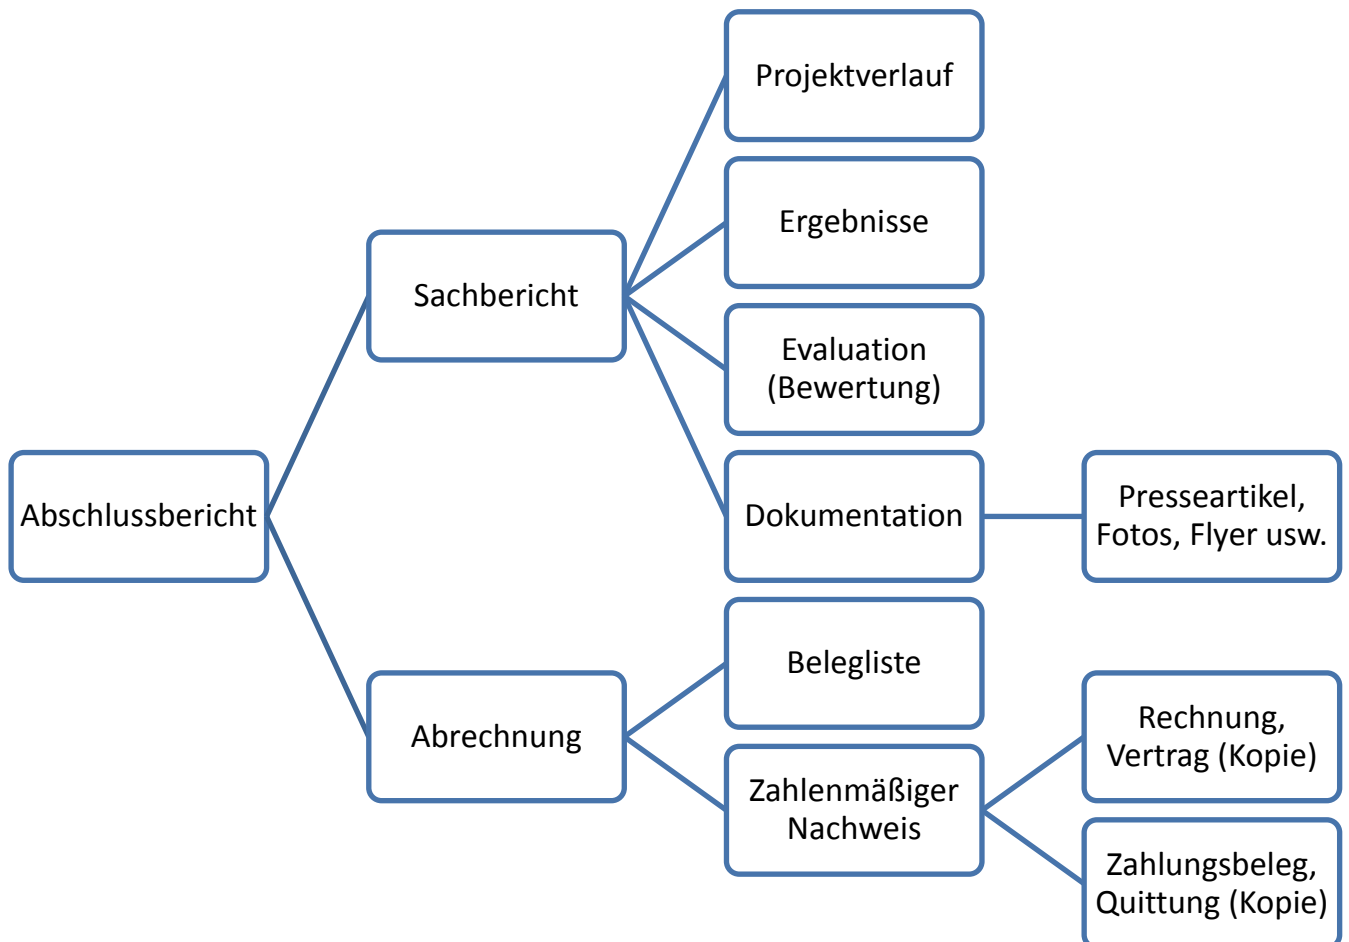 Projektverlauf
Ergebnisse
Sachbericht
Evaluation
(Bewertung)
Abschlussbericht
Dokumentation
Presseartikel,
Fotos, Flyer usw.
Belegliste
Abrechnung
Rechnung,
Vertrag (Kopie)
Zahlenmäßiger
Nachweis
Zahlungsbeleg,
Quittung (Kopie)